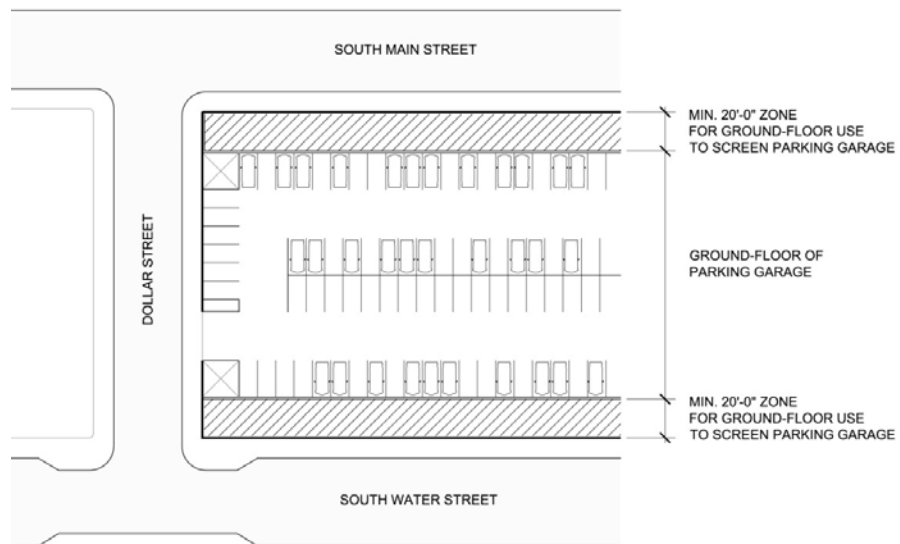 SOUTH MAIN STREET
MIN. 20'-0" ZONE
FOR GROUND-FLOOR USE
TO SCREEN PARKING GARAGE
DOLLAR STREET
GROUND-FLOOR OF
PARKING GARAGE
MIN. 20'-0" ZONE
FOR GROUND-FLOOR USE
TO SCREEN PARKING GARAGE
SOUTH WATER STREET